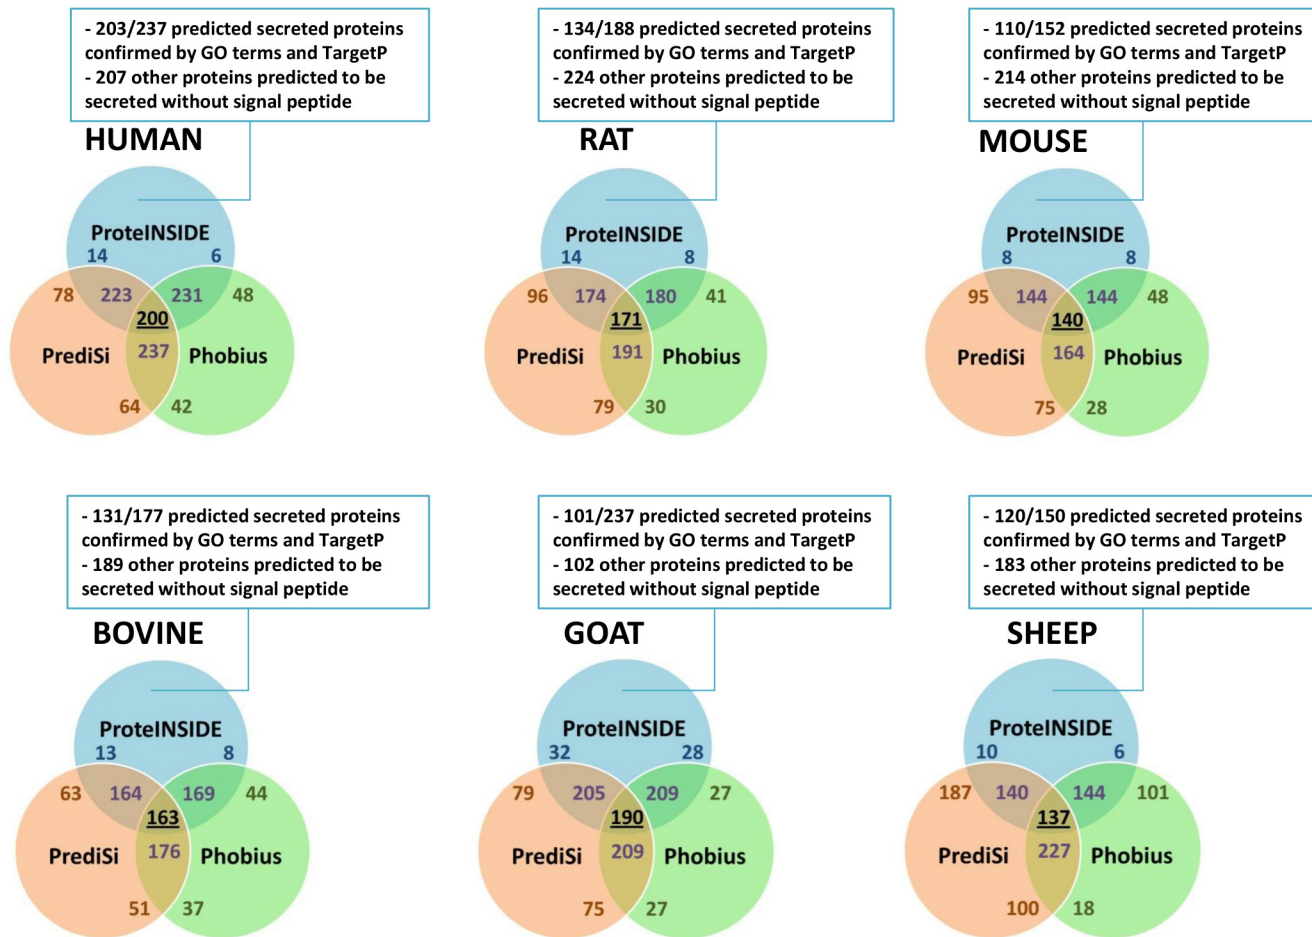 - 203/237 predicted secreted proteins
confirmed by GO terms and TargetP
- 207 other proteins predicted to be
secreted without signal peptide
HUMAN
ProteINSIDE
14 6
78 223 231 48
200
PrediSi 237 Phobius
64 42
- 134/188 predicted secreted proteins
confirmed by GO terms and TargetP
- 224 other proteins predicted to be
secreted without signal peptide
RAT
ProteINSIDE
14 8
96 174 180 41
171
PrediSi 191 Phobius
79 30
- 110/152 predicted secreted proteins
confirmed by GO terms and TargetP
- 214 other proteins predicted to be
secreted without signal peptide
MOUSE
ProteINSIDE
8 8
95 144 144 48
140
PrediSi 164 Phobius
75 28
- 131/177 predicted secreted proteins
confirmed by GO terms and TargetP
- 189 other proteins predicted to be
secreted without signal peptide
BOVINE
ProteINSIDE
13 8
63 164 169 44
163
PrediSi 176 Phobius
51 37
- 101/237 predicted secreted proteins
confirmed by GO terms and TargetP
- 102 other proteins predicted to be
secreted without signal peptide
GOAT
ProteINSIDE
32 28
79 205 209 27
190
PrediSi 209 Phobius
75 27
- 120/150 predicted secreted proteins
confirmed by GO terms and TargetP
- 183 other proteins predicted to be
secreted without signal peptide
SHEEP
ProteINSIDE
10 6
187 140 144 101
137
PrediSi 227 Phobius
100 18